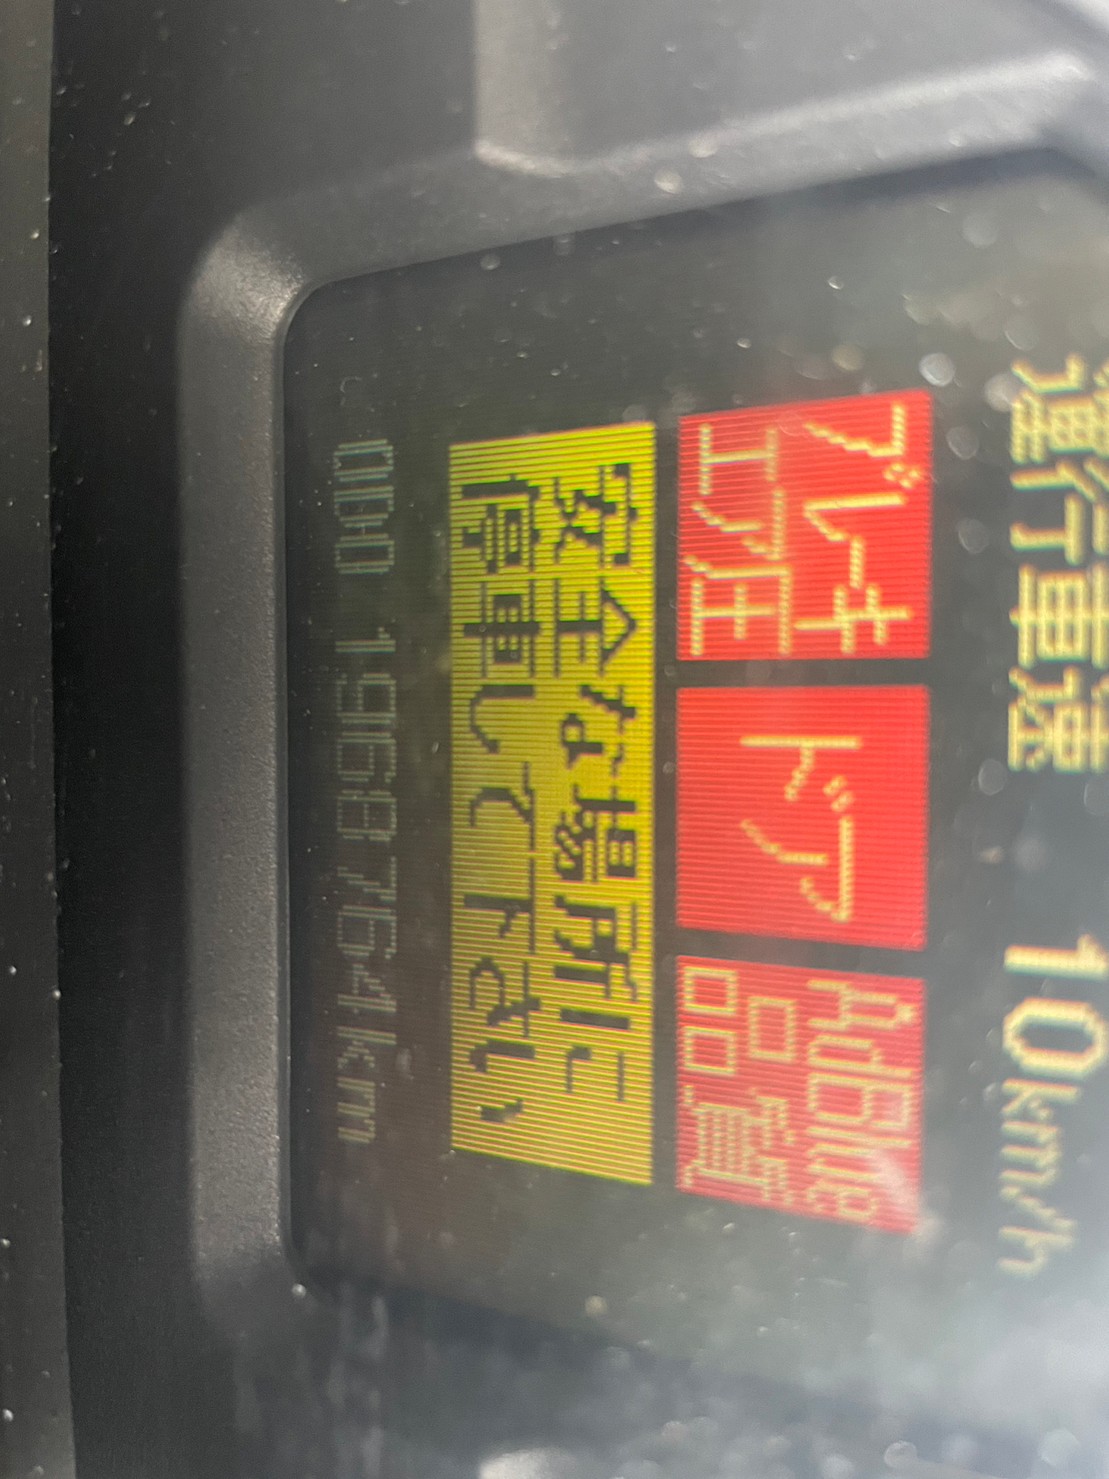 運行車速 10km/h
ブレーキ ドア AdBlue
エア圧 品質
安全な場所に
停車して下さい
ODO 1968764km